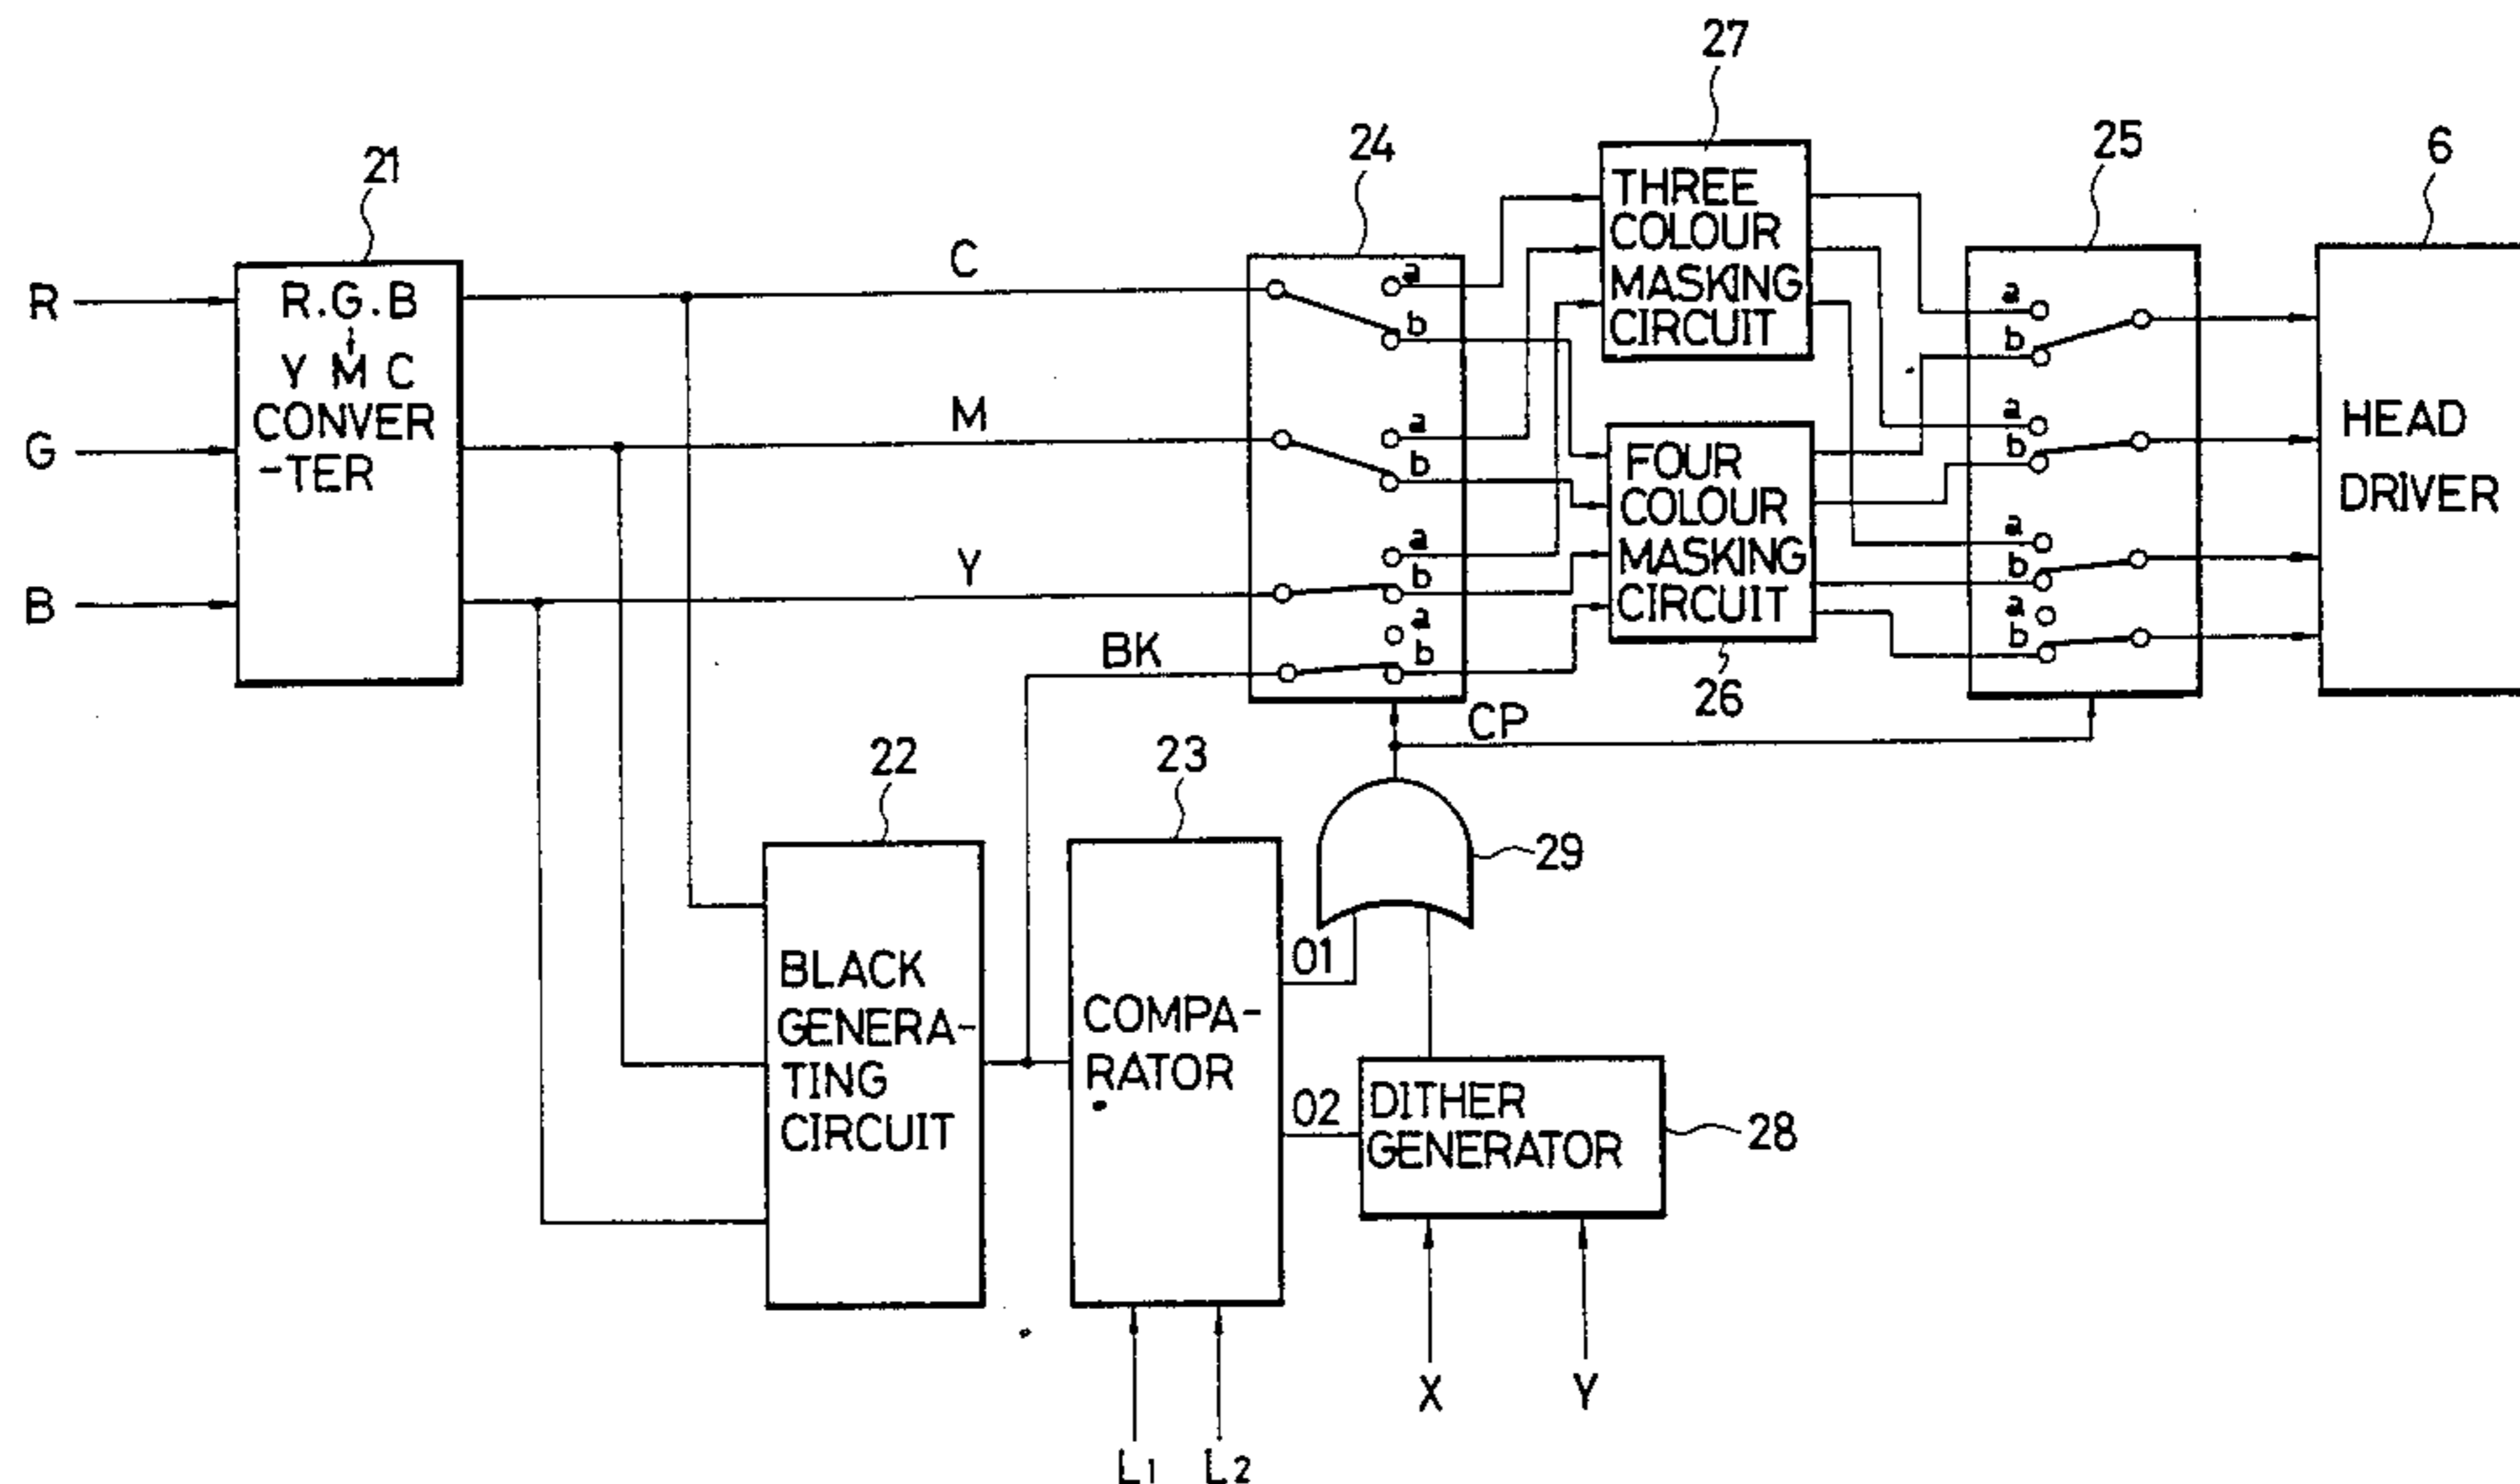 27
24
25
6
21
THREE
COLOUR
MASKING
CIRCUIT
R
R.G.B
Y M C
CONVER
-TER
G
B
C
M
Y
BK
a
b
a
b
a
b
a
b
FOUR
COLOUR
MASKING
CIRCUIT
26
a
b
a
b
a
b
a
b
HEAD
DRIVER
CP
22
23
29
BLACK
GENERA-
TING
CIRCUIT
COMPA-
RATOR
01
02
DITHER
GENERATOR
28
X
Y
L1
L2